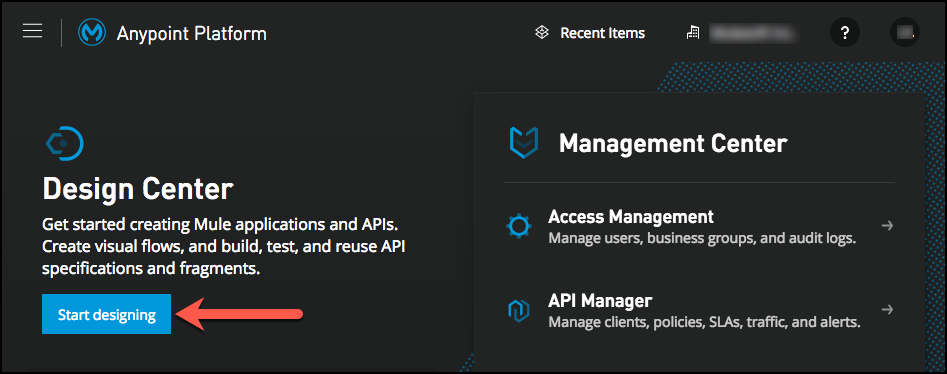 Anypoint Platform
Recent Items
?
Design Center
Get started creating Mule applications and APIs.
Create visual flows, and build, test, and reuse API
specifications and fragments.
Start designing
Management Center
Access Management
Manage users, business groups, and audit logs.
API Manager
Manage clients, policies, SLAs, traffic, and alerts.